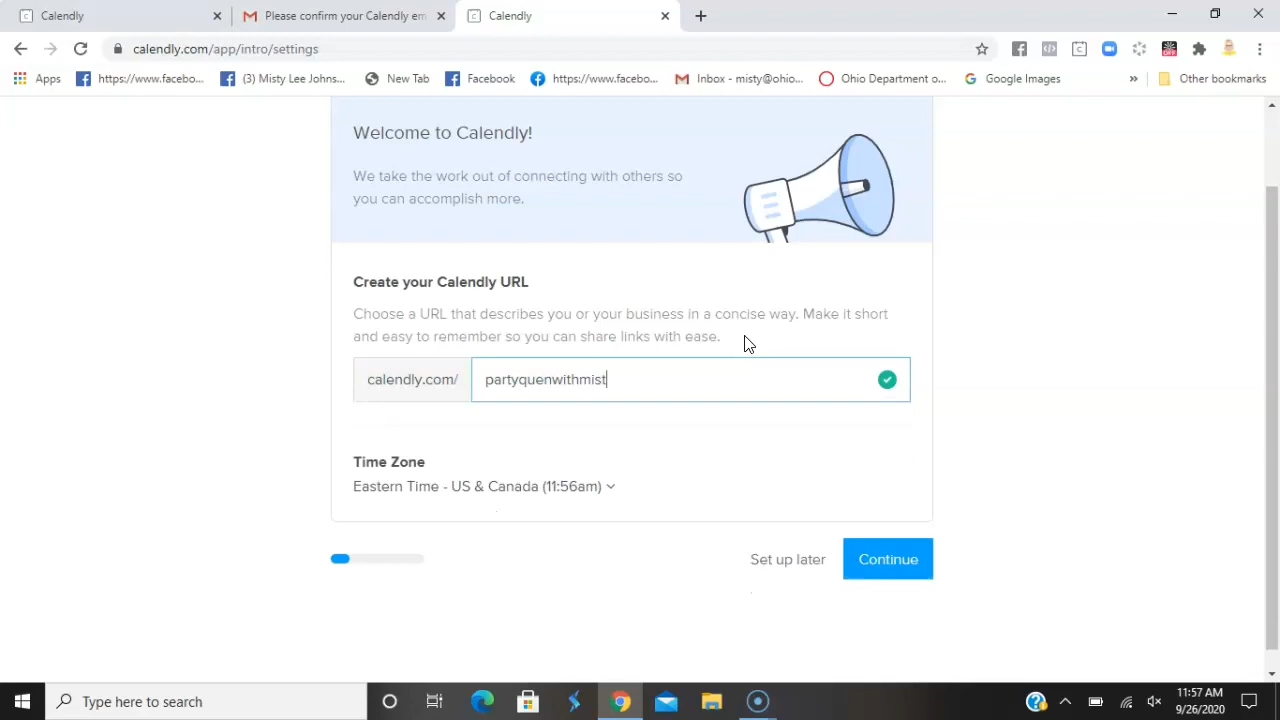 Calendly
Please confirm your Calendly em
Calendly
calendly.com/app/intro/settings
Apps
https://www.facebo...
(3) Misty Lee Johns...
New Tab
Facebook
https://www.facebo...
Inbox - misty@ohio...
Ohio Department o...
Google Images
»
Other bookmarks
Welcome to Calendly!
We take the work out of connecting with others so
you can accomplish more.
Create your Calendly URL
Choose a URL that describes you or your business in a concise way. Make it short
and easy to remember so you can share links with ease.
calendly.com/ partyquenwithmist
Time Zone
Eastern Time - US & Canada (11:56am)
Set up later
Continue
Type here to search
11:57 AM
9/26/2020